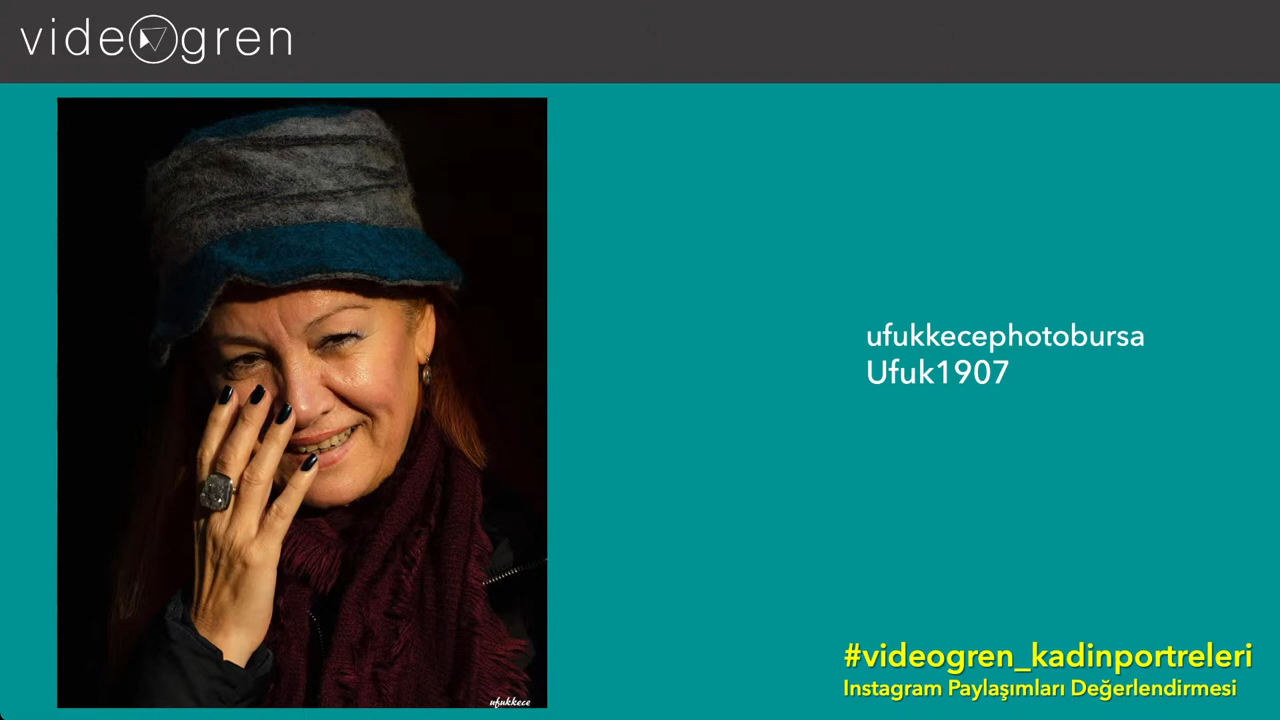 videogren
ufukkecephotobursa
Ufuk1907
#videogren_kadinportreleri
Instagram Paylaşımları Değerlendirmesi
ufukkece